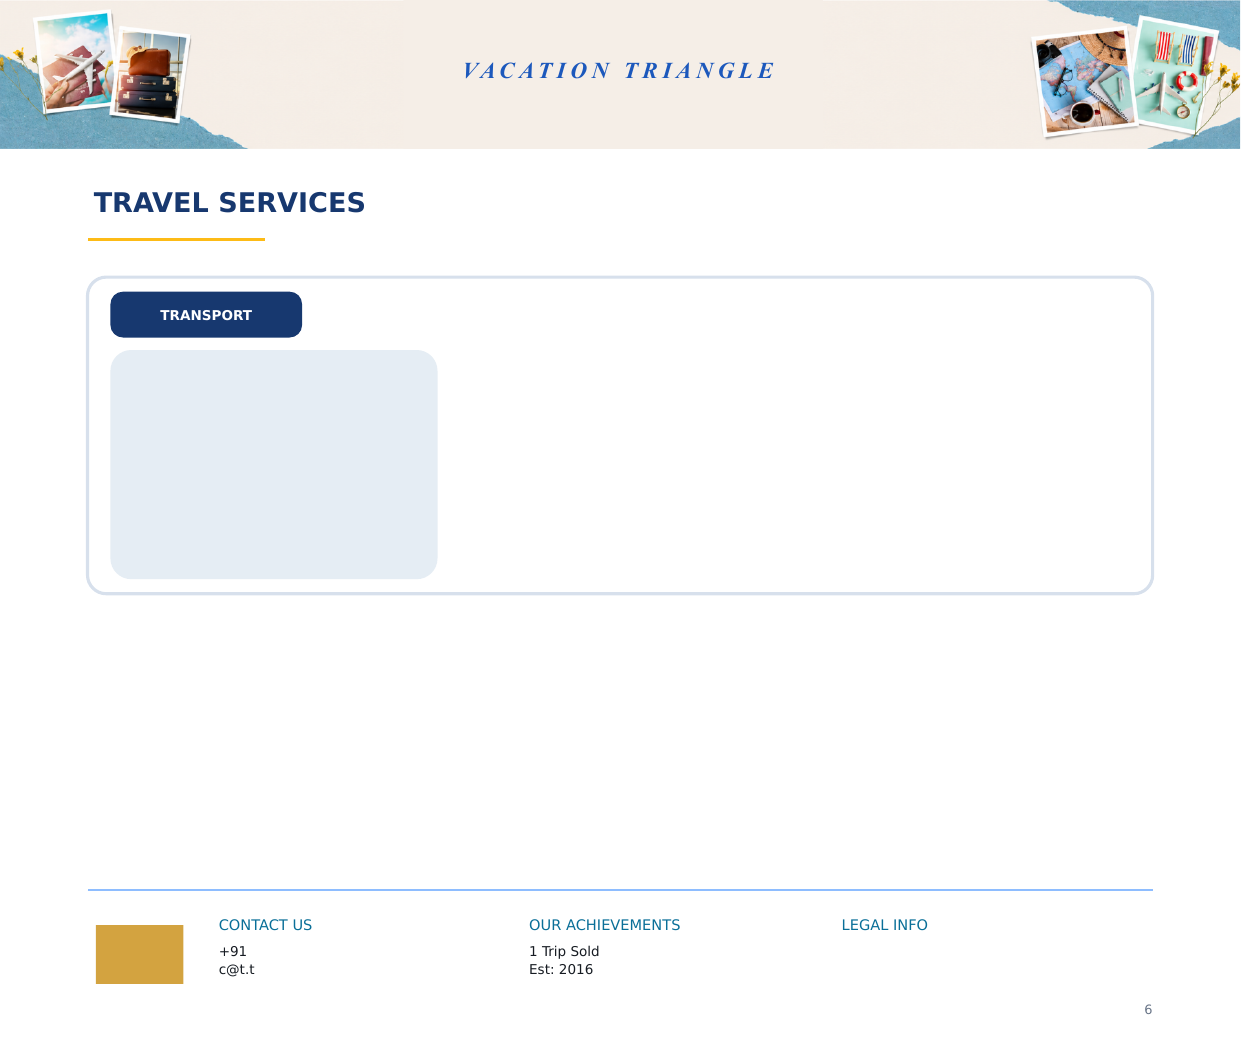 VACATION TRIANGLE
TRAVEL SERVICES
TRANSPORT
CONTACT US
+91
c@t.t
OUR ACHIEVEMENTS
1 Trip Sold
Est: 2016
LEGAL INFO
6